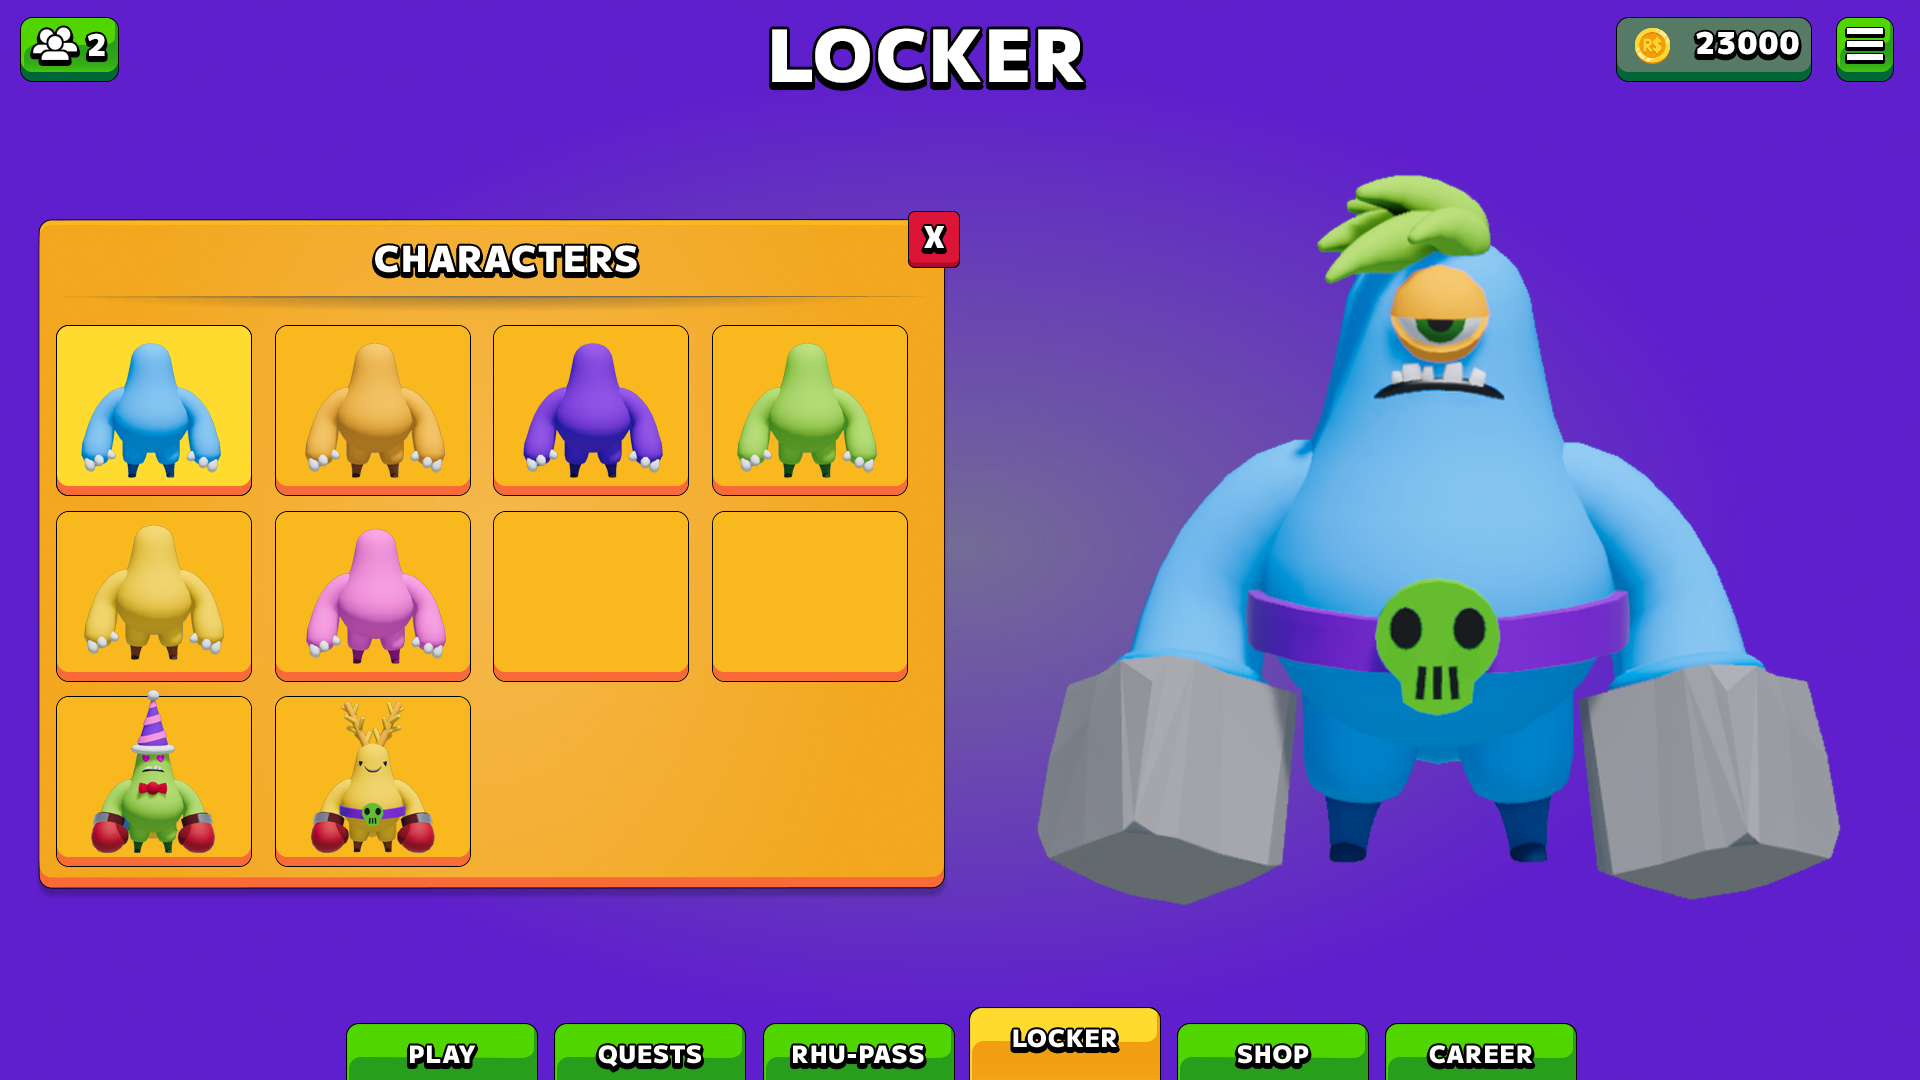 2
LOCKER
R$ 23000
CHARACTERS
X
PLAY
QUESTS
RHU-PASS
LOCKER
SHOP
CAREER